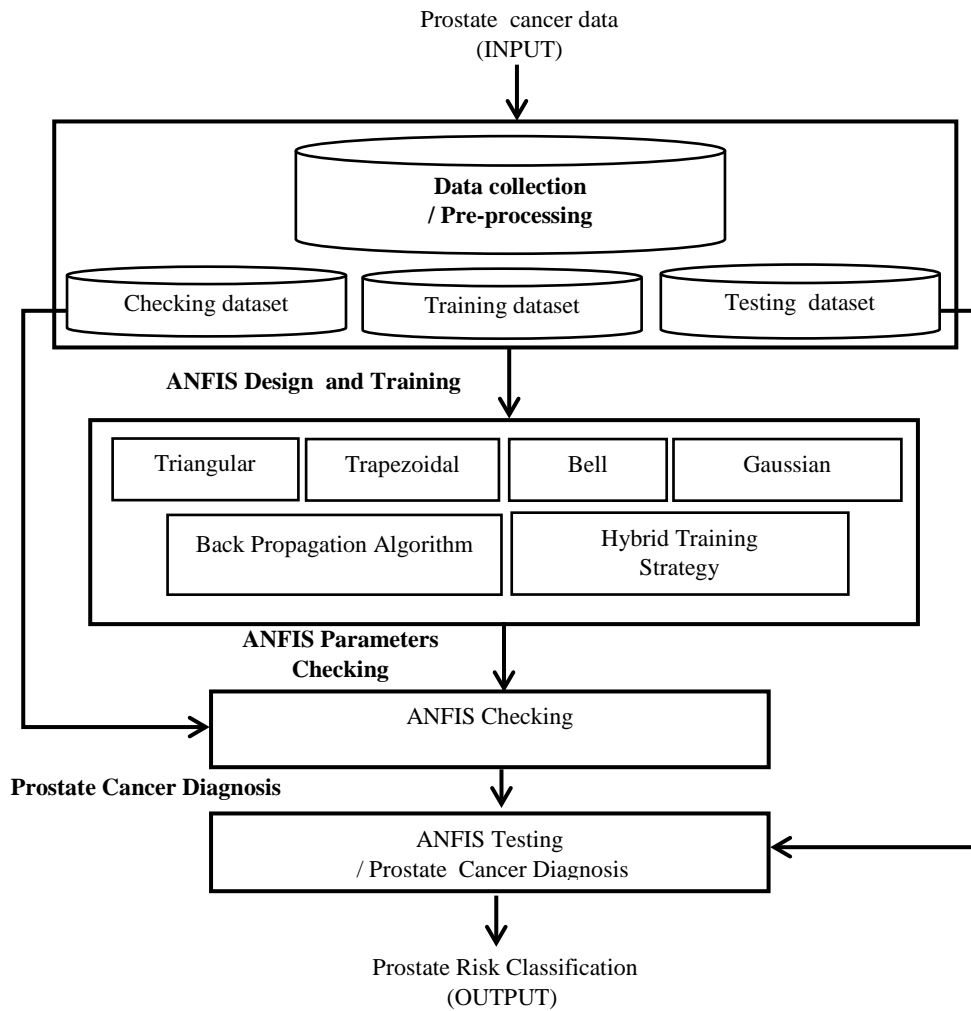 Prostate cancer data
(INPUT)
Data collection
/ Pre-processing
Checking dataset
Training dataset
Testing dataset
ANFIS Design and Training
Triangular
Trapezoidal
Bell
Gaussian
Back Propagation Algorithm
Hybrid Training
Strategy
ANFIS Parameters
Checking
ANFIS Checking
Prostate Cancer Diagnosis
ANFIS Testing
/ Prostate Cancer Diagnosis
Prostate Risk Classification
(OUTPUT)